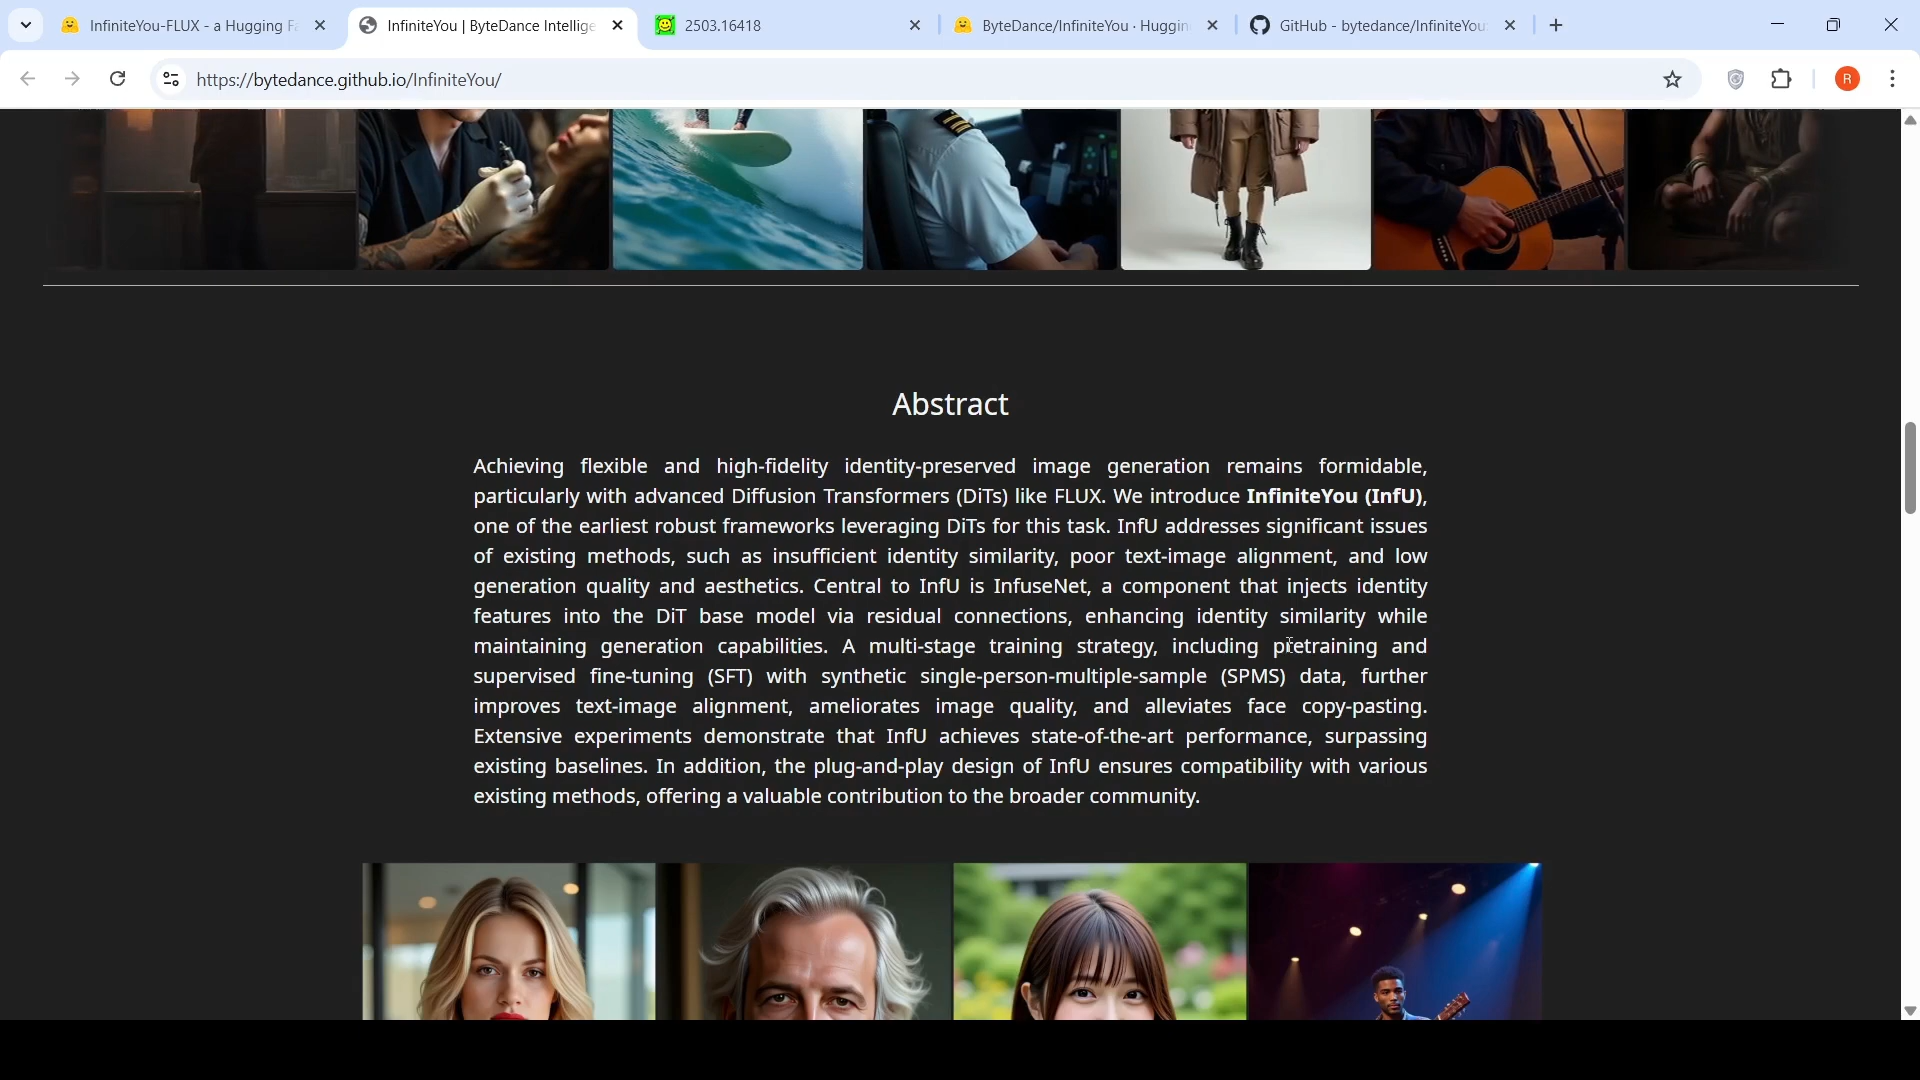 InfiniteYou-FLUX - a Hugging Fa
InfiniteYou | ByteDance Intellige
2503.16418
ByteDance/InfiniteYou · Huggin
GitHub - bytedance/InfiniteYou:
https://bytedance.github.io/InfiniteYou/
R
Abstract
Achieving flexible and high-fidelity identity-preserved image generation remains formidable,
particularly with advanced Diffusion Transformers (DiTs) like FLUX. We introduce InfiniteYou (InfU),
one of the earliest robust frameworks leveraging DiTs for this task. InfU addresses significant issues
of existing methods, such as insufficient identity similarity, poor text-image alignment, and low
generation quality and aesthetics. Central to InfU is InfuseNet, a component that injects identity
features into the DiT base model via residual connections, enhancing identity similarity while
maintaining generation capabilities. A multi-stage training strategy, including pretraining and
supervised fine-tuning (SFT) with synthetic single-person-multiple-sample (SPMS) data, further
improves text-image alignment, ameliorates image quality, and alleviates face copy-pasting.
Extensive experiments demonstrate that InfU achieves state-of-the-art performance, surpassing
existing baselines. In addition, the plug-and-play design of InfU ensures compatibility with various
existing methods, offering a valuable contribution to the broader community.